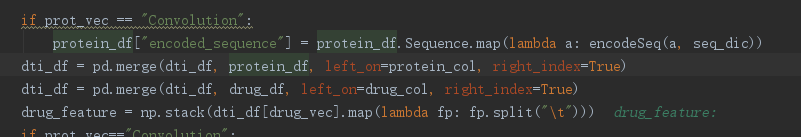 if prot_vec == "Convolution":
protein_df["encoded_sequence"] = protein_df.Sequence.map(lambda a: encodeSeq(a, seq_dic))
dti_df = pd.merge(dti_df, protein_df, left_on=protein_col, right_index=True)
dti_df = pd.merge(dti_df, drug_df, left_on=drug_col, right_index=True)
drug_feature = np.stack(dti_df[drug_vec].map(lambda fp: fp.split("\t"))) drug_feature:
if prot_vec=="Convolution":